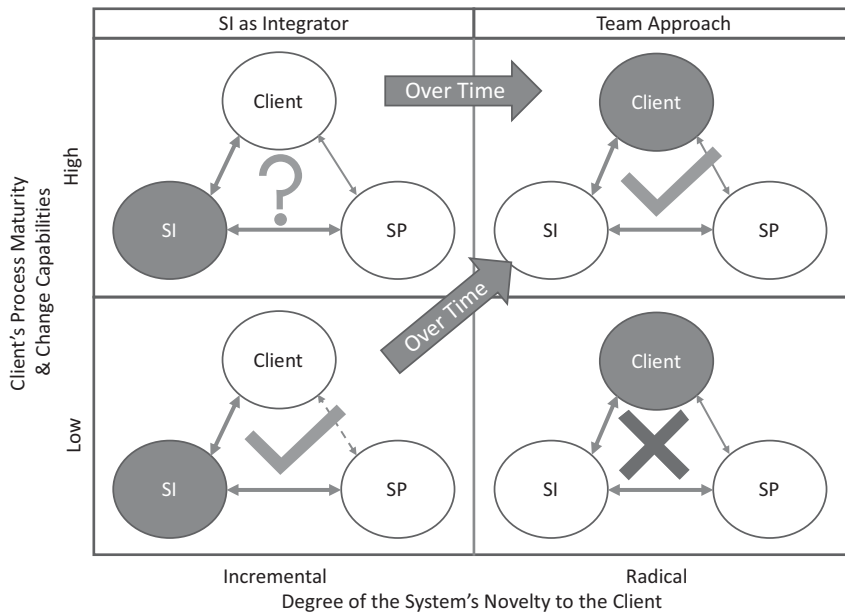 SI as Integrator
Team Approach
Client's Process Maturity
& Change Capabilities
High
Client
SI
?
SP
Over Time
Client
SI
SP
Over Time
Low
Client
SI
SP
Client
SI
SP
Incremental
Radical
Degree of the System's Novelty to the Client